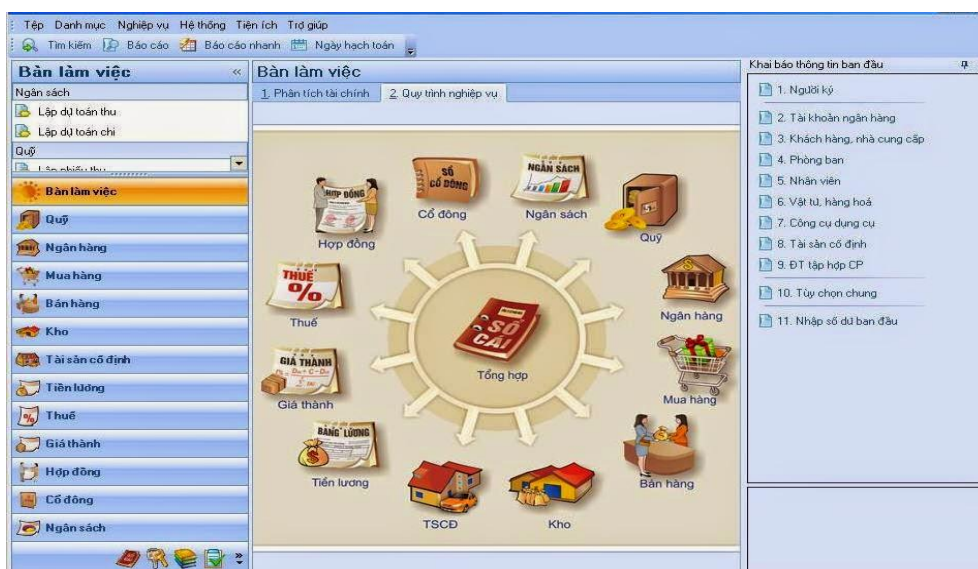 Tệp Danh mục Nghiệp vụ Hệ thống Tiện ích Trợ giúp
Tìm kiếm Báo cáo Báo cáo nhanh Ngày hạch toán
Bàn làm việc «
Ngân sách
Lập dự toán thu
Lập dự toán chi
Quỹ
Lập phiếu thu
Bàn làm việc
Quỹ
Ngân hàng
Mua hàng
Bán hàng
Kho
Tài sản cố định
Tiền lương
Thuế
Giá thành
Hợp đồng
Cổ đông
Ngân sách
Bàn làm việc
1. Phân tích tài chính 2. Quy trình nghiệp vụ
HỢP ĐỒNG
Hợp đồng
SỔ
CỔ ĐÔNG
Cổ đông
NGÂN SÁCH
Ngân sách
Quỹ
Ngân hàng
Mua hàng
Bán hàng
Kho
TSCĐ
BẢNG LƯƠNG
Tiền lương
GIÁ THÀNH
Giá thành
THUẾ
%
Thuế
SỔ
CÁI
Tổng hợp
Khai báo thông tin ban đầu
1. Người ký
2. Tài khoản ngân hàng
3. Khách hàng, nhà cung cấp
4. Phòng ban
5. Nhân viên
6. Vật tư, hàng hoá
7. Công cụ dụng cụ
8. Tài sản cố định
9. ĐT tập hợp CP
10. Tùy chọn chung
11. Nhập số dư ban đầu